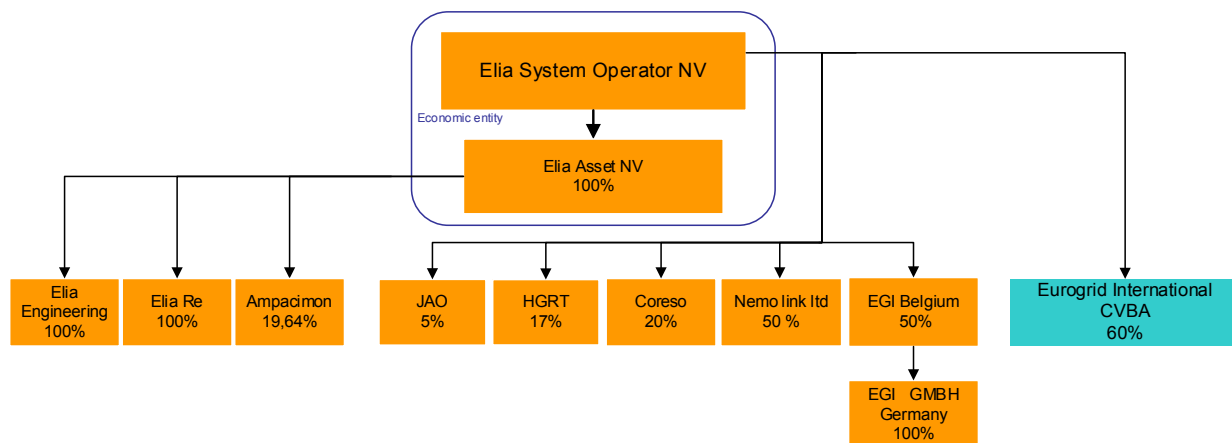 Elia System Operator NV
Economic entity
Elia Asset NV
100%
Elia
Engineering
100%
Elia Re
100%
Ampacimon
19,64%
JAO
5%
HGRT
17%
Coreso
20%
Nemo link ltd
50 %
EGI Belgium
50%
Eurogrid International
CVBA
60%
EGI GMBH
Germany
100%